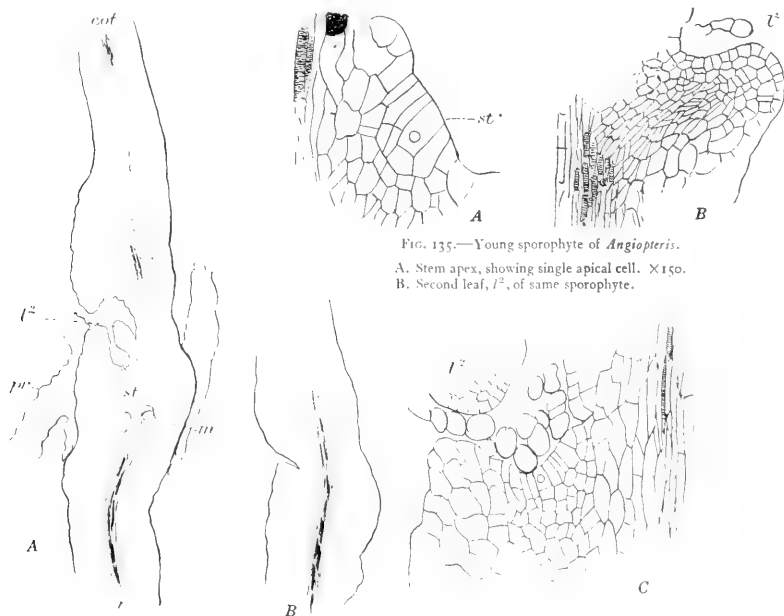 cot
st
A
l²
B
FIG. 135.—Young sporophyte of Angiopteris.
A. Stem apex, showing single apical cell. ×150.
B. Second leaf, l², of same sporophyte.
l²
pr.
st
m
l²
A
B
C